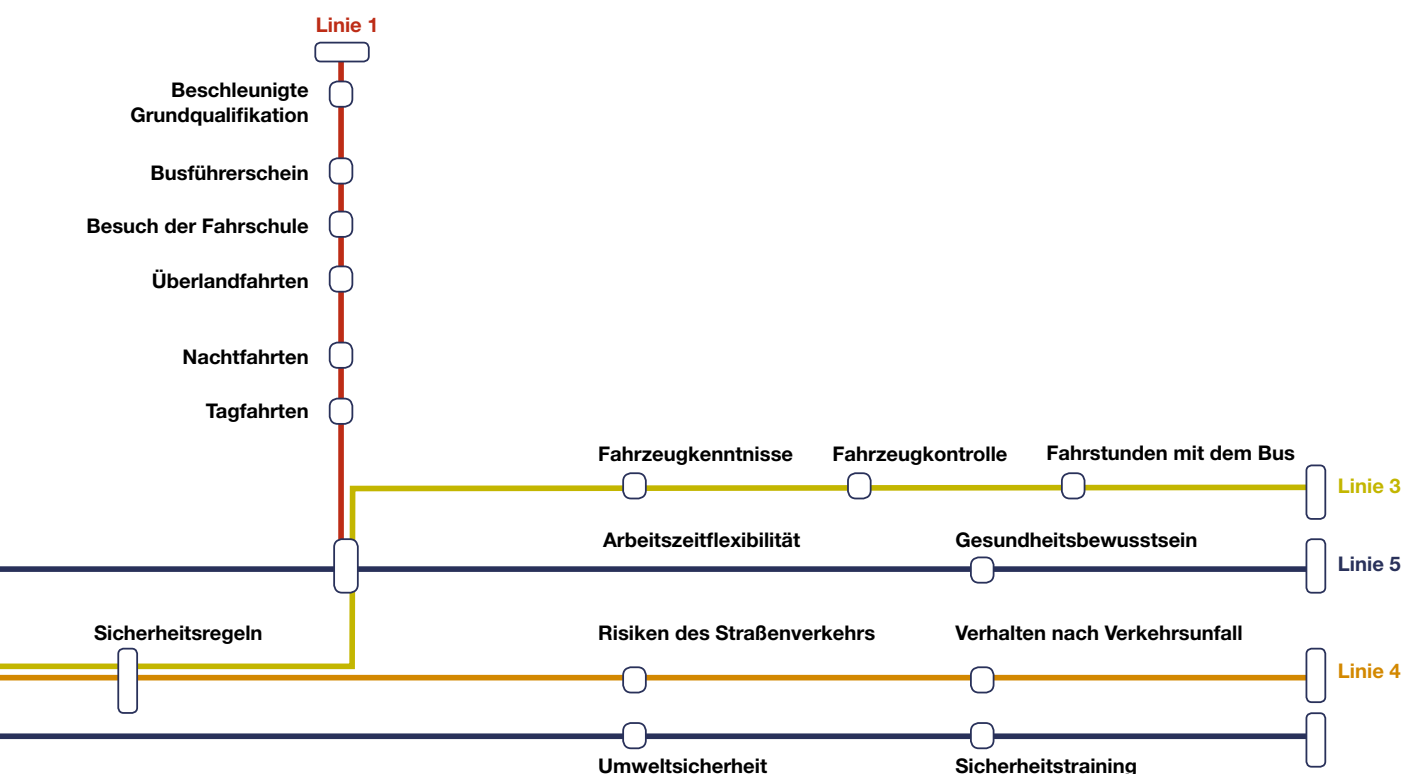 Linie 1
Beschleunigte
Grundqualifikation
Busführerschein
Besuch der Fahrschule
Überlandfahrten
Nachtfahrten
Tagfahrten
Fahrzeugkenntnisse
Fahrzeugkontrolle
Fahrstunden mit dem Bus
Linie 3
Arbeitszeitflexibilität
Gesundheitsbewusstsein
Linie 5
Sicherheitsregeln
Risiken des Straßenverkehrs
Verhalten nach Verkehrsunfall
Linie 4
Umweltsicherheit
Sicherheitstraining